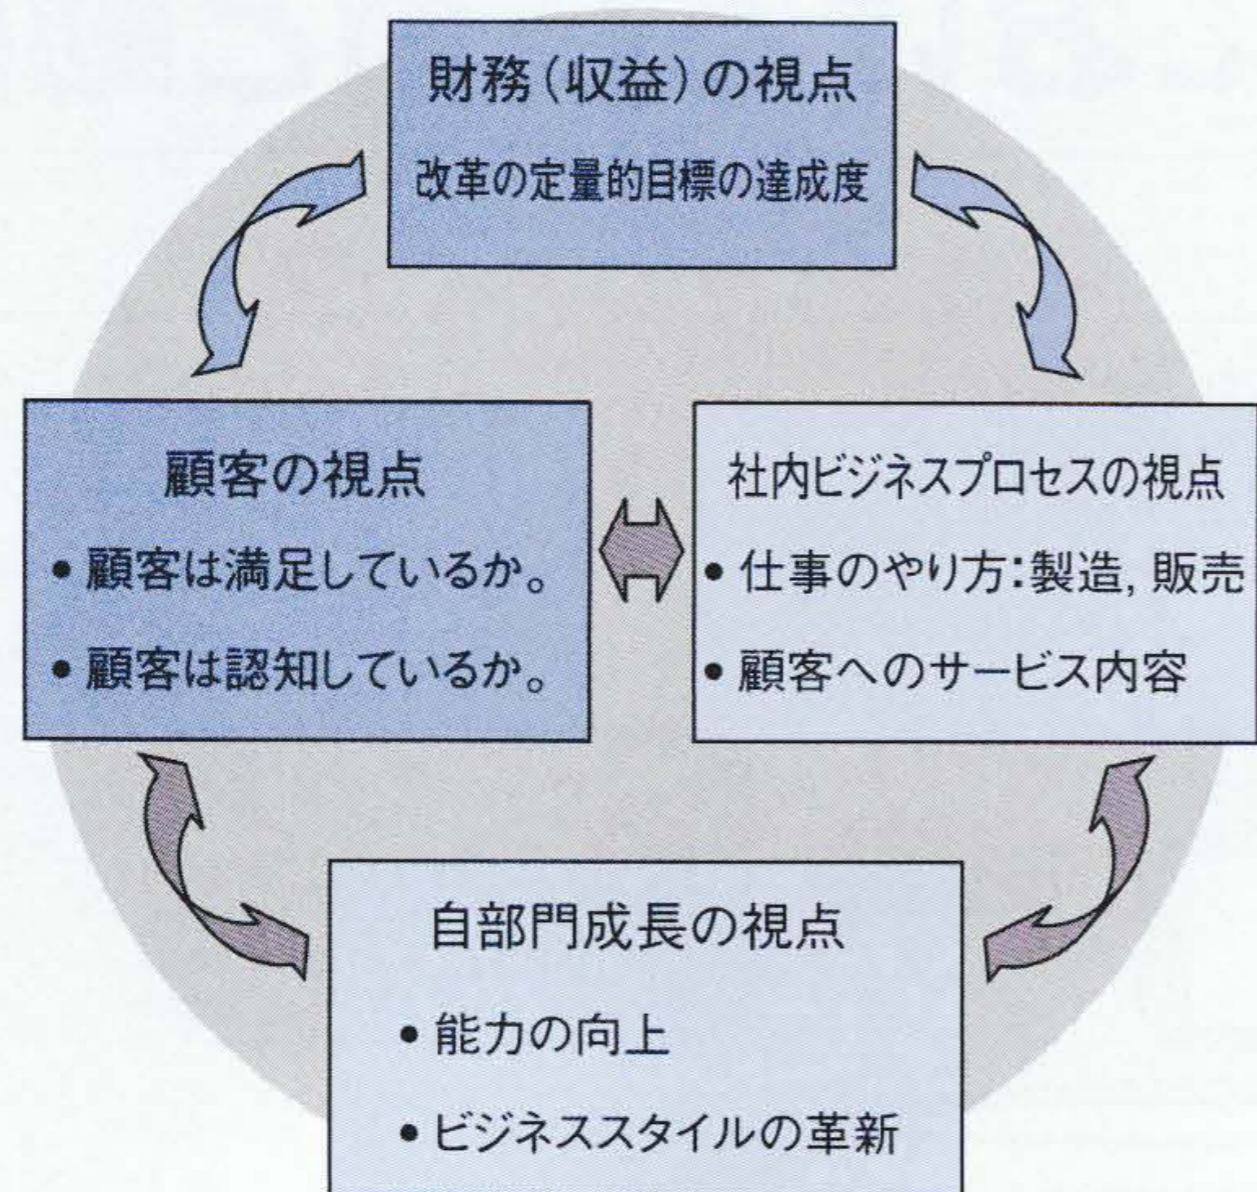 財務(収益)の視点
改革の定量的目標の達成度
顧客の視点
• 顧客は満足しているか。
• 顧客は認知しているか。
社内ビジネスプロセスの視点
• 仕事のやり方:製造, 販売
• 顧客へのサービス内容
自部門成長の視点
• 能力の向上
• ビジネススタイルの革新